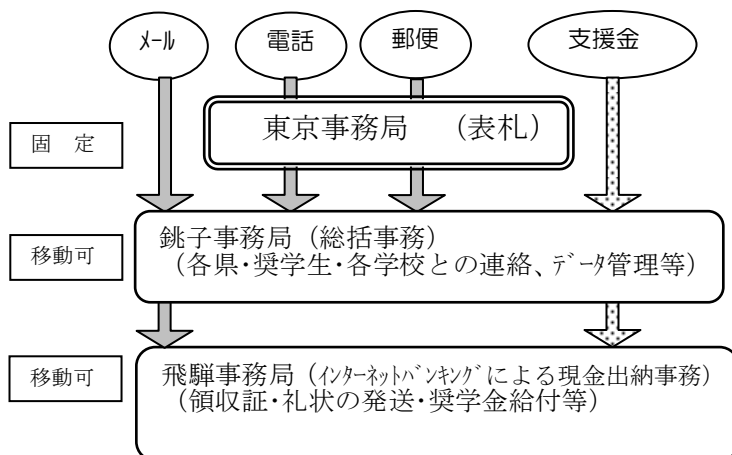 ﾒｰﾙ
電話
郵便
支援金
固　定
東京事務局　（表札）
移動可
銚子事務局（総括事務）
（各県・奨学生・各学校との連絡、ﾃﾞｰﾀ管理等）
移動可
飛騨事務局（ｲﾝﾀｰﾈｯﾄﾊﾞﾝｷﾝｸﾞによる現金出納事務）
（領収証・礼状の発送・奨学金給付等）